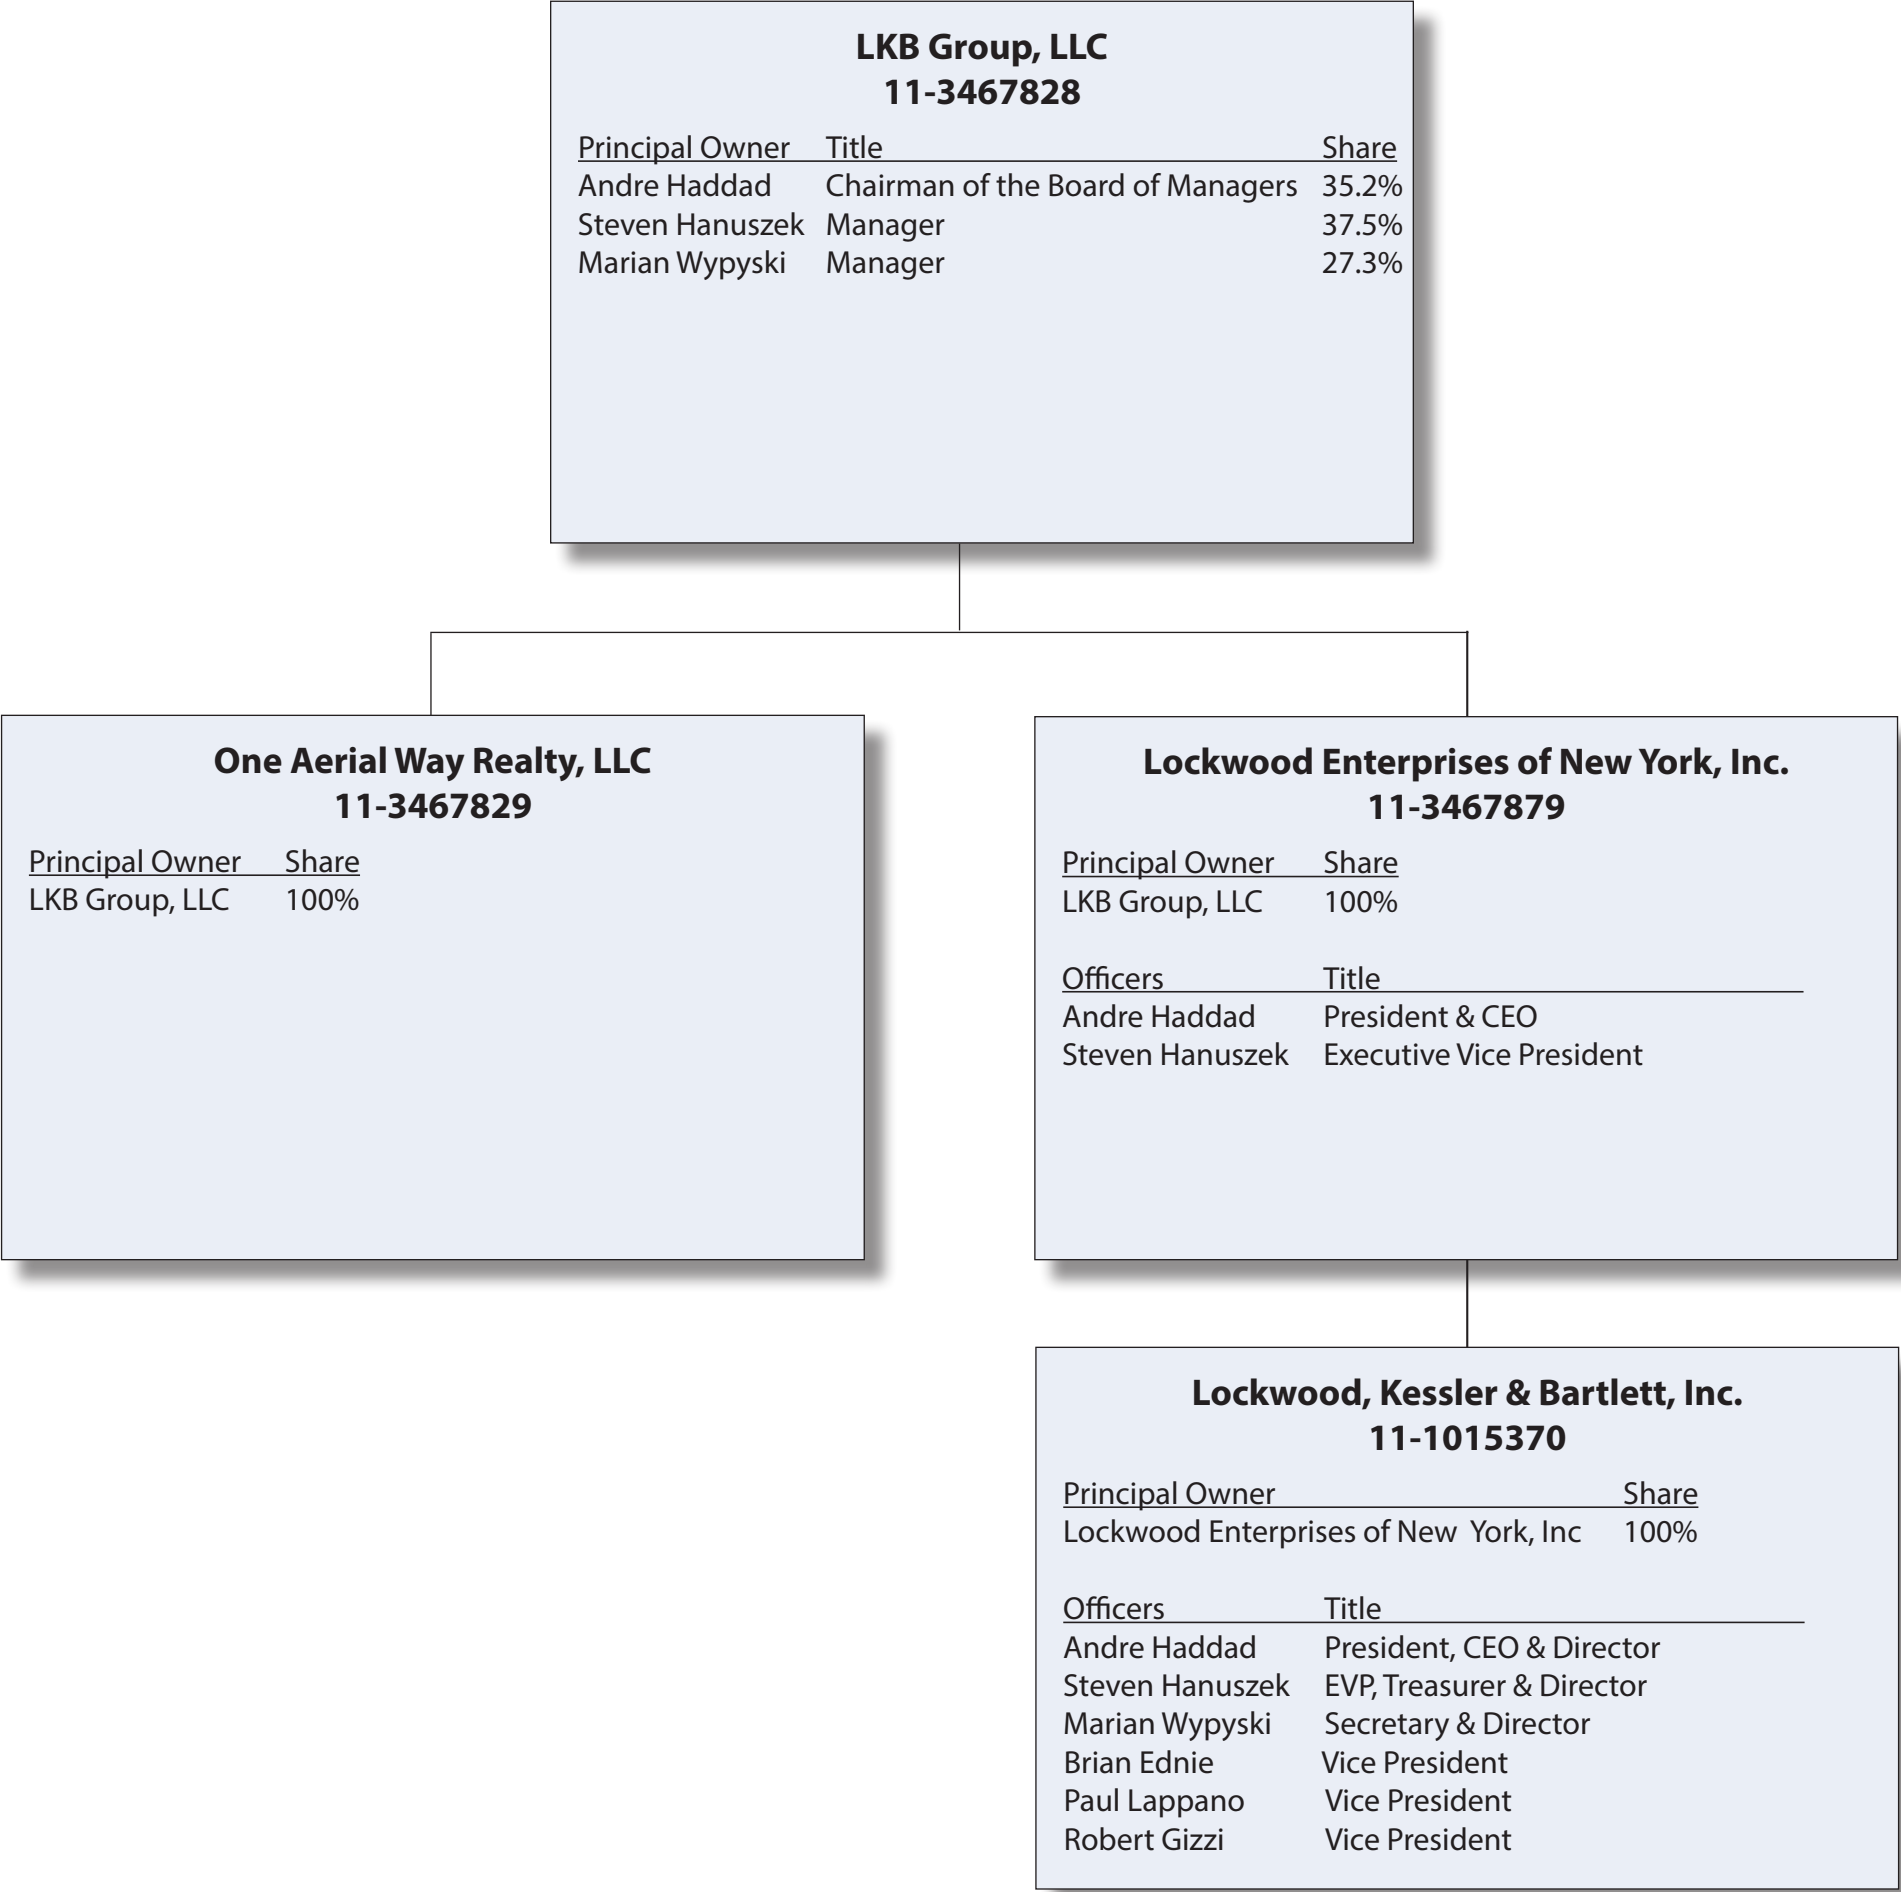 LKB Group, LLC
11-3467828
Principal Owner Title Share
Andre Haddad Chairman of the Board of Managers 35.2%
Steven Hanuszek Manager 37.5%
Marian Wypyski Manager 27.3%
One Aerial Way Realty, LLC
11-3467829
Principal Owner Share
LKB Group, LLC 100%
Lockwood Enterprises of New York, Inc.
11-3467879
Principal Owner Share
LKB Group, LLC 100%
Officers Title
Andre Haddad President & CEO
Steven Hanuszek Executive Vice President
Lockwood, Kessler & Bartlett, Inc.
11-1015370
Principal Owner Share
Lockwood Enterprises of New York, Inc 100%
Officers Title
Andre Haddad President, CEO & Director
Steven Hanuszek EVP, Treasurer & Director
Marian Wypyski Secretary & Director
Brian Ednie Vice President
Paul Lappano Vice President
Robert Gizzi Vice President